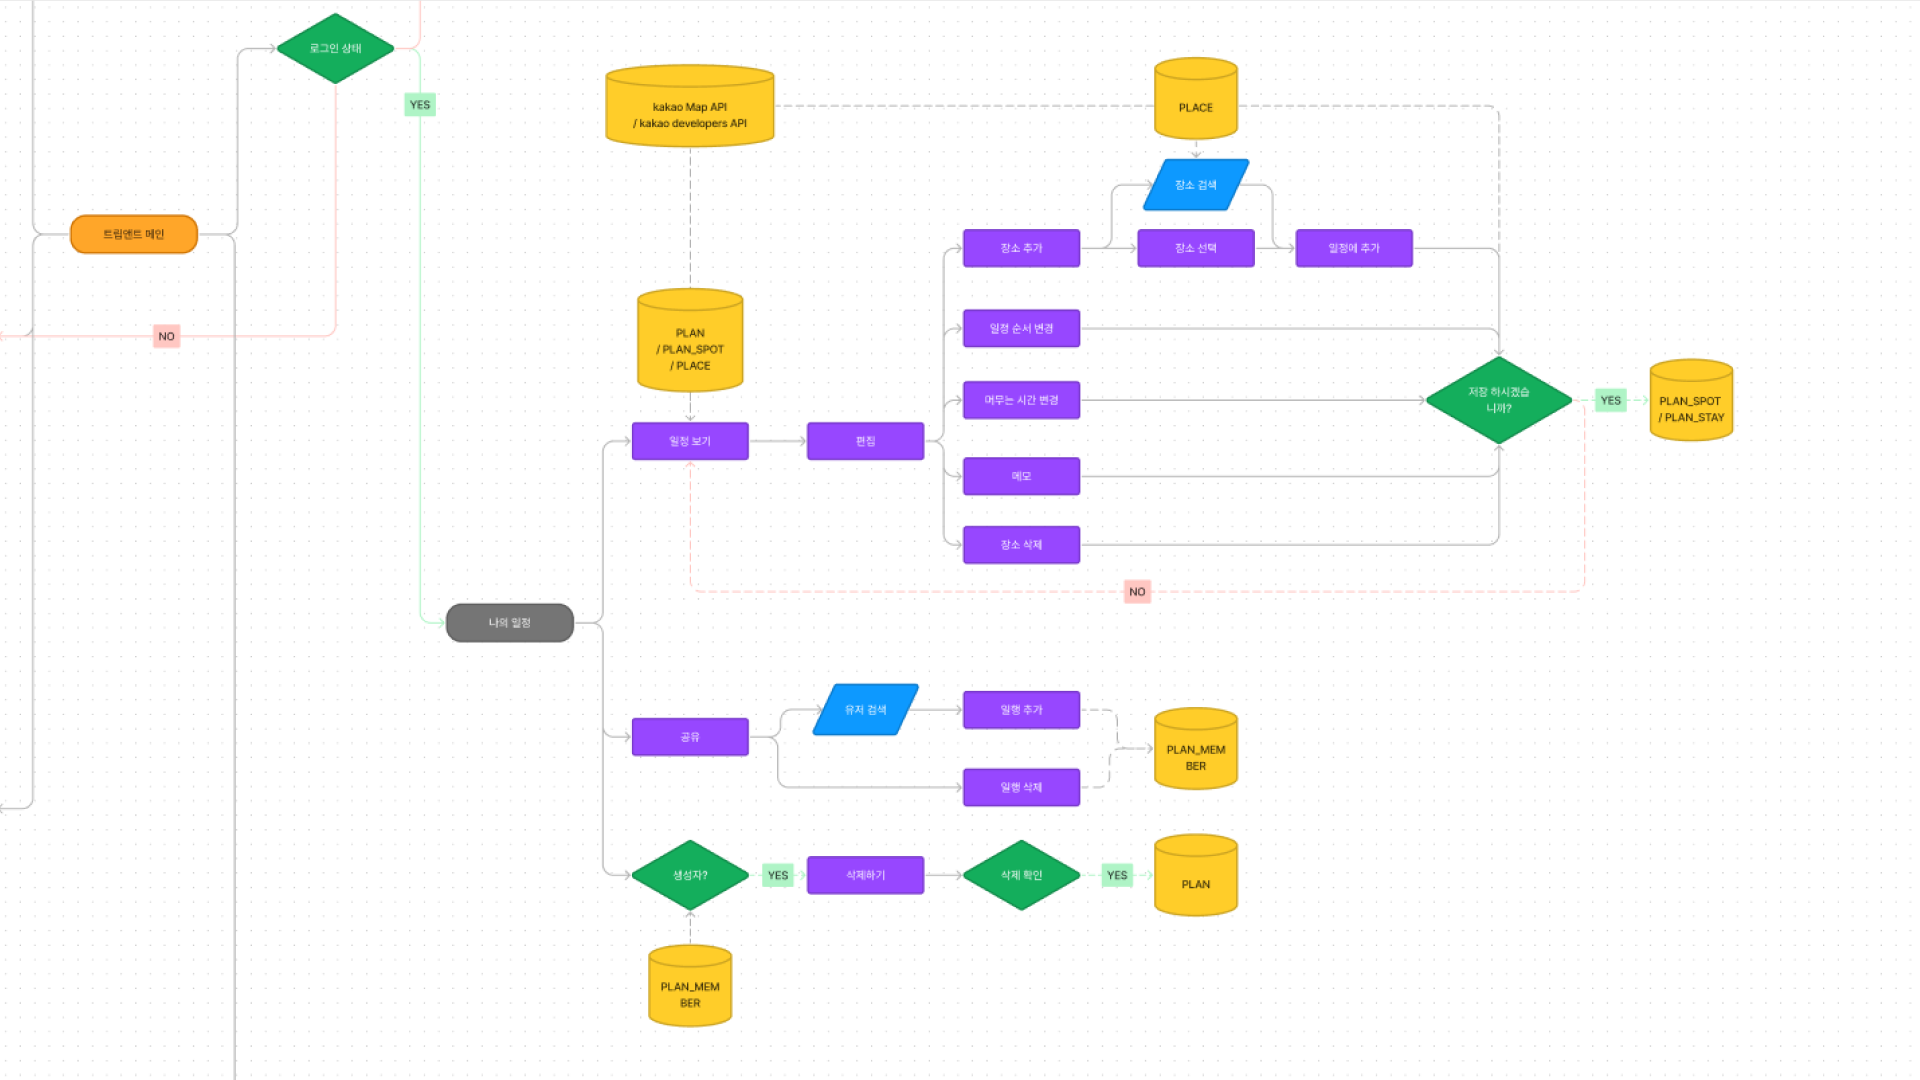 로그인 상태
YES
kakao Map API
/ kakao developers API
PLACE
장소 검색
트립앤트 메인
장소 추가
장소 선택
일정에 추가
NO
PLAN
/ PLAN_SPOT
/ PLACE
일정 순서 변경
머무는 시간 변경
저장 하시겠습
니까?
YES
PLAN_SPOT
/ PLAN_STAY
일정 보기
편집
메모
장소 삭제
NO
나의 일정
유저 검색
일행 추가
공유
PLAN_MEM
BER
일행 삭제
생성자?
YES
삭제하기
삭제 확인
YES
PLAN
PLAN_MEM
BER